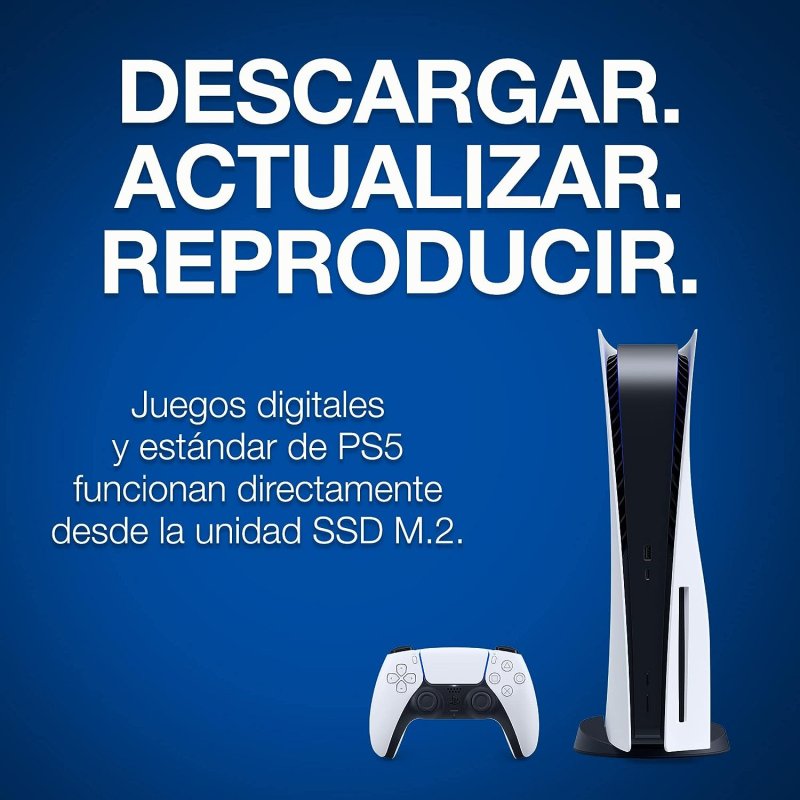 DESCARGAR.
ACTUALIZAR.
REPRODUCIR.
Juegos digitales
y estándar de PS5
funcionan directamente
desde la unidad SSD M.2.